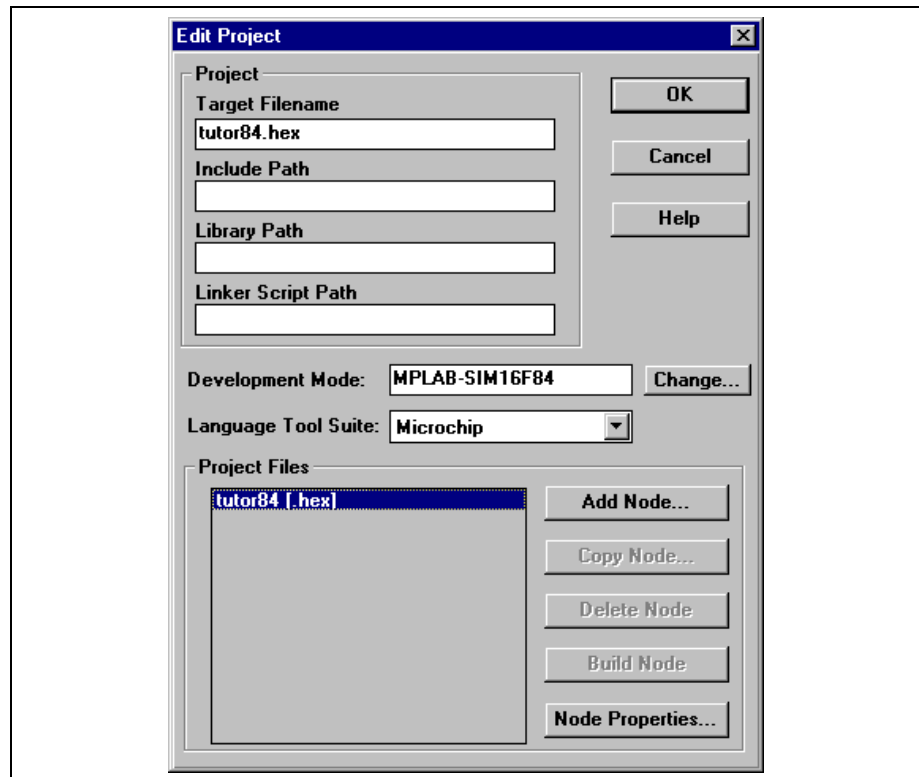 Edit Project
Project
Target Filename
tutor84.hex
Include Path
Library Path
Linker Script Path
OK
Cancel
Help
Development Mode:
MPLAB-SIM16F84
Change...
Language Tool Suite:
Microchip
Project Files
tutor84 [.hex]
Add Node...
Copy Node...
Delete Node
Build Node
Node Properties...